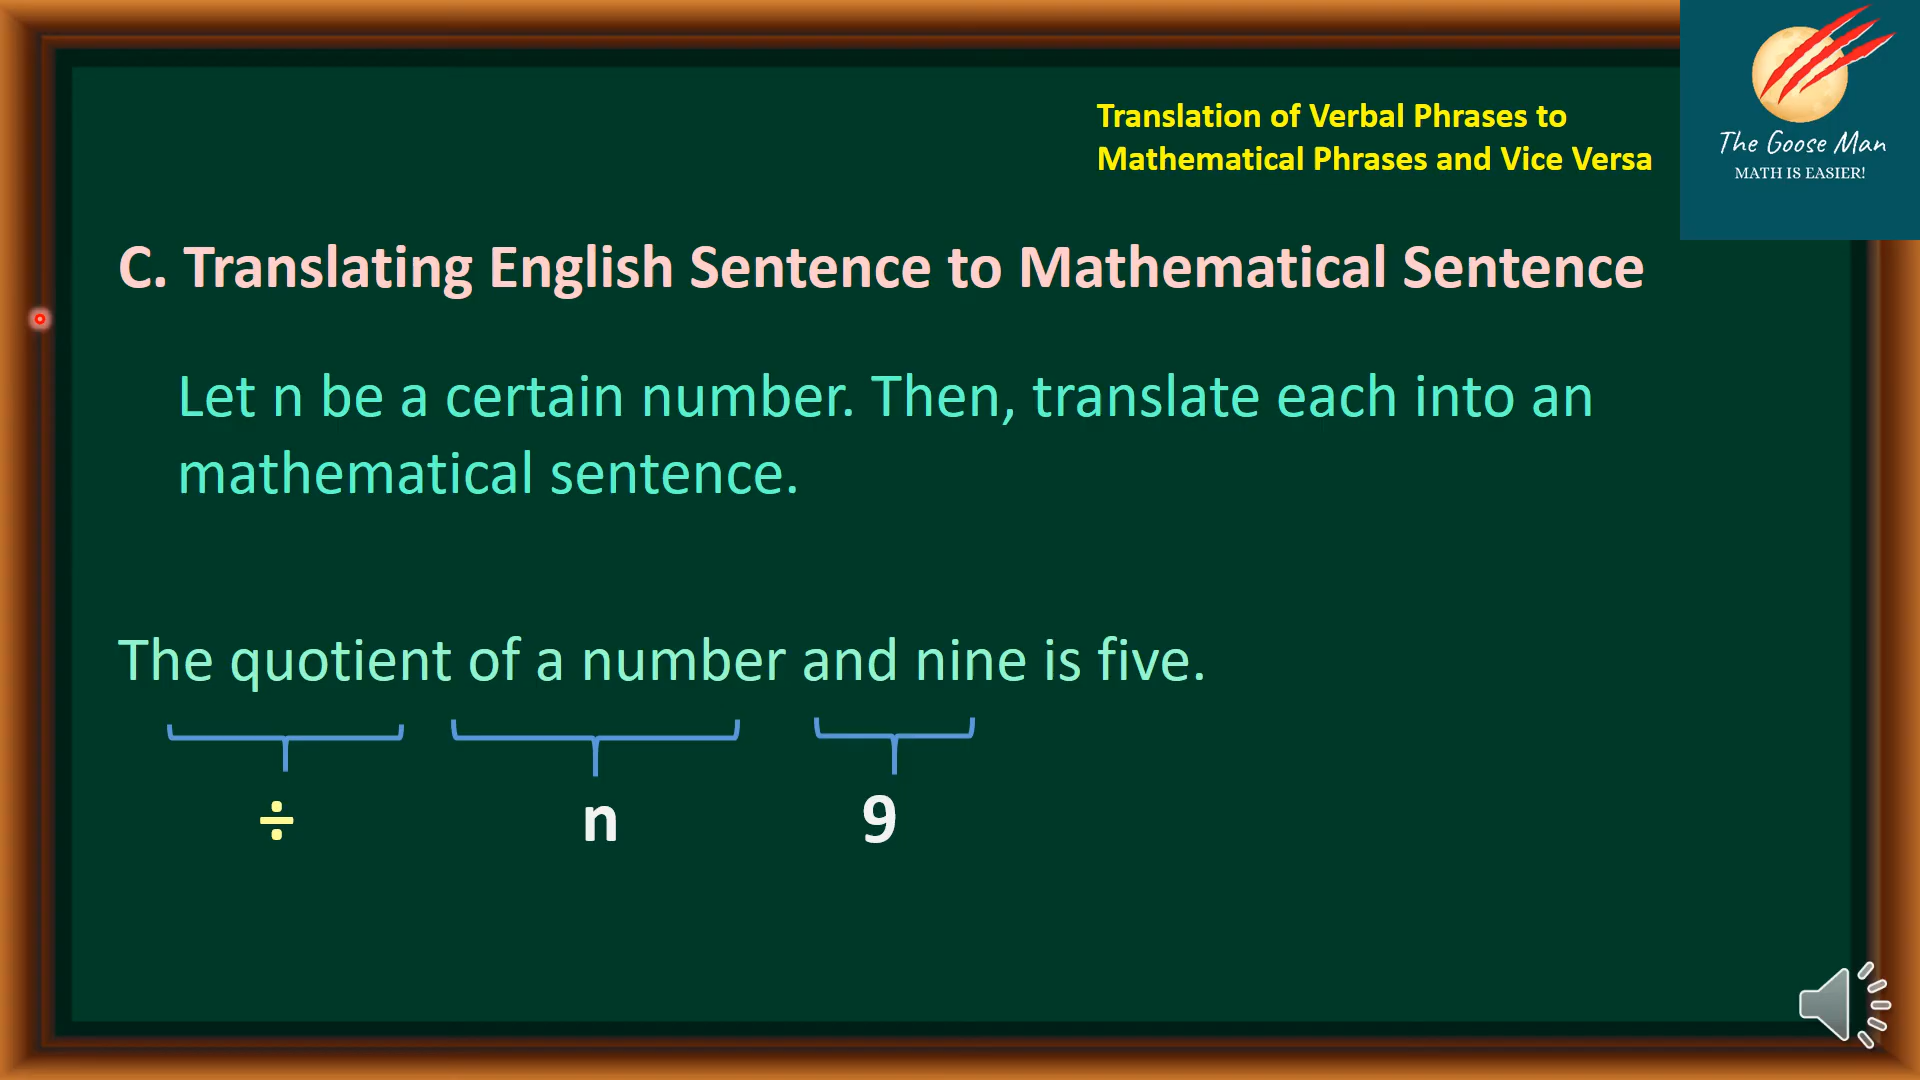 Translation of Verbal Phrases to
Mathematical Phrases and Vice Versa
The Goose Man
MATH IS EASIER!
C. Translating English Sentence to Mathematical Sentence
Let n be a certain number. Then, translate each into an
mathematical sentence.
The quotient of a number and nine is five.
÷ n 9